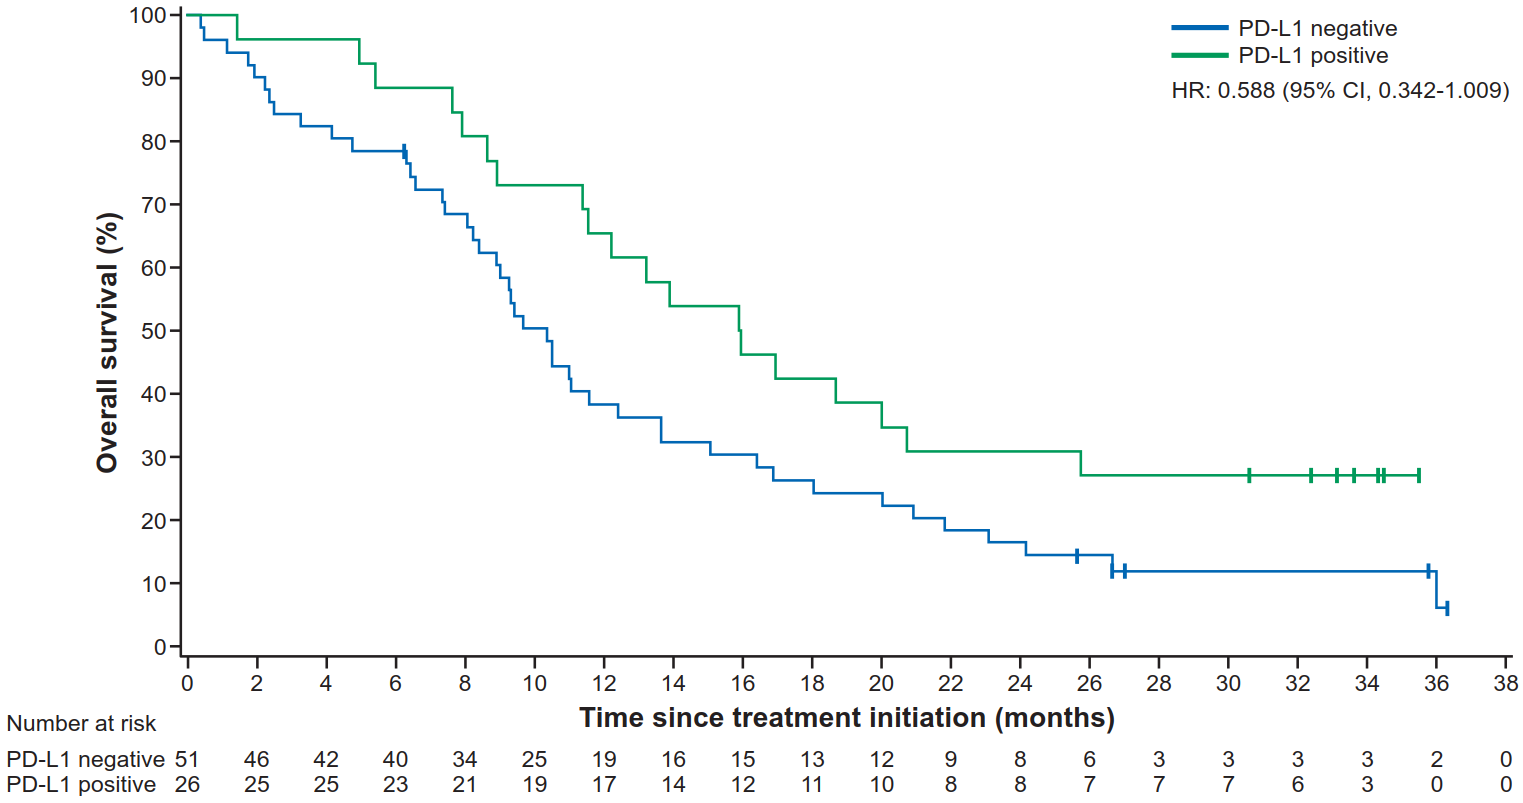 100
90
80
70
60
50
40
30
20
10
0
Overall survival (%)
PD-L1 negative
PD-L1 positive
HR: 0.588 (95% CI, 0.342-1.009)
0 2 4 6 8 10 12 14 16 18 20 22 24 26 28 30 32 34 36 38
Time since treatment initiation (months)
Number at risk
PD-L1 negative 51 46 42 40 34 25 19 16 15 13 12 9 8 6 3 3 3 3 2 0
PD-L1 positive 26 25 25 23 21 19 17 14 12 11 10 8 8 7 7 7 6 3 0 0